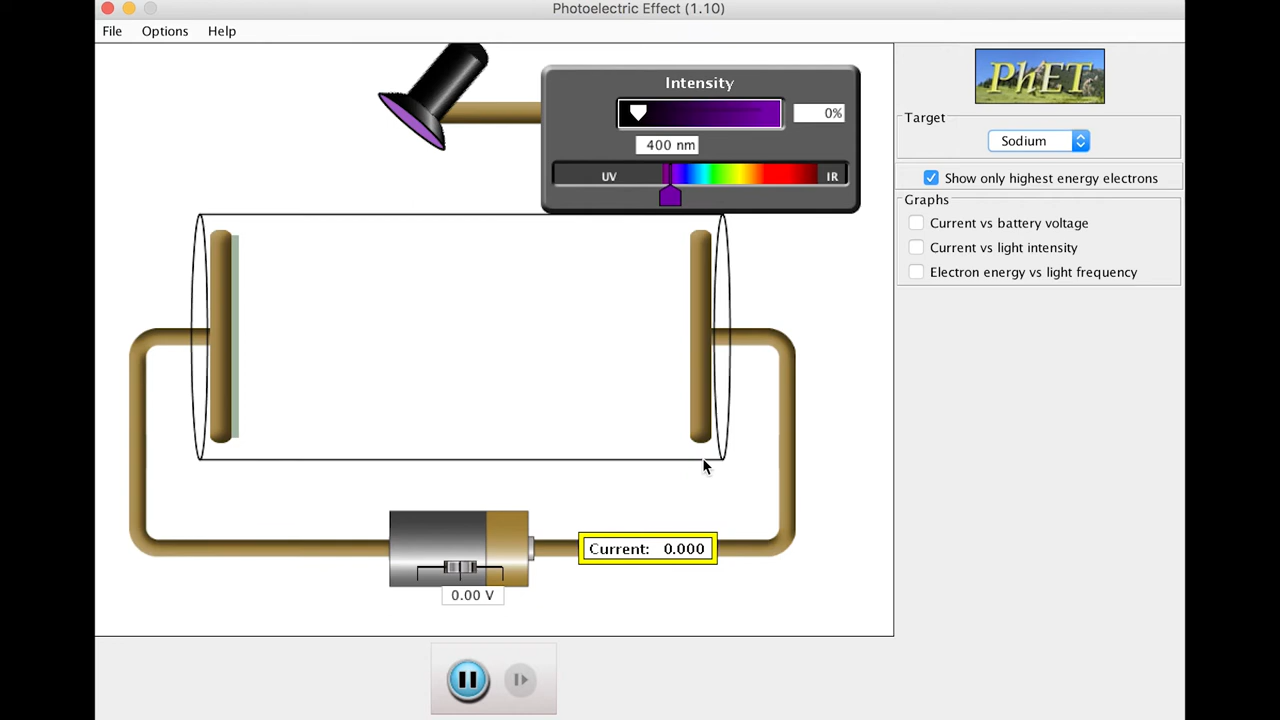 Photoelectric Effect (1.10)
File Options Help
Intensity
0%
400 nm
UV IR
PhET
Target
Sodium
Show only highest energy electrons
Graphs
Current vs battery voltage
Current vs light intensity
Electron energy vs light frequency
Current: 0.000
0.00 V